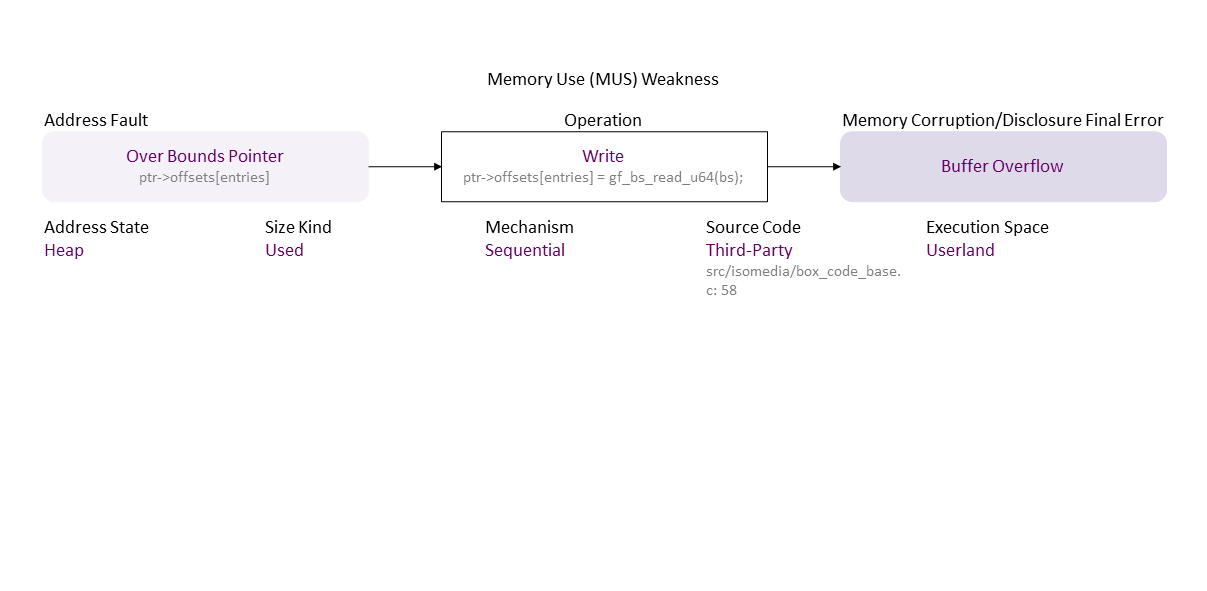 Memory Use (MUS) Weakness
Address Fault
Operation
Memory Corruption/Disclosure Final Error
Over Bounds Pointer
ptr->offsets[entries]
Write
ptr->offsets[entries] = gf_bs_read_u64(bs);
Buffer Overflow
Address State
Heap
Size Kind
Used
Mechanism
Sequential
Source Code
Third-Party
src/isomedia/box_code_base.
c: 58
Execution Space
Userland